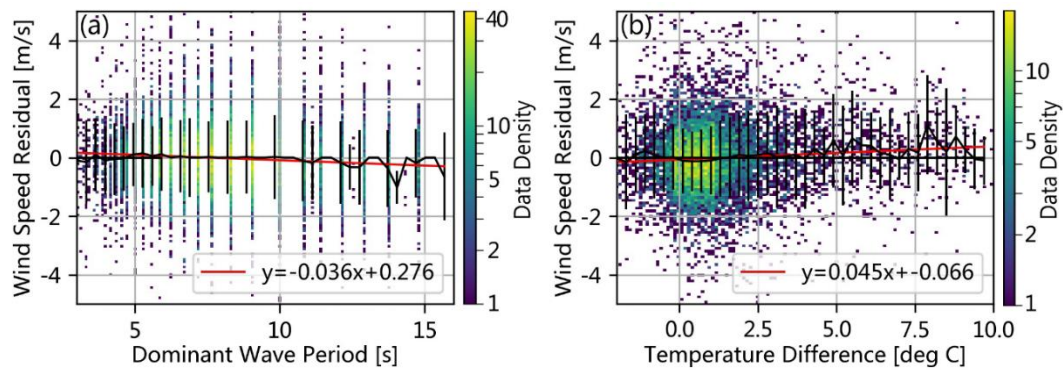 (a)
4
2
0
-2
-4
Wind Speed Residual [m/s]
5
10
15
Dominant Wave Period [s]
y=-0.036x+0.276
40
10
5
2
1
Data Density
(b)
4
2
0
-2
-4
Wind Speed Residual [m/s]
0.0
2.5
5.0
7.5
10.0
Temperature Difference [deg C]
y=0.045x+-0.066
10
5
2
1
Data Density